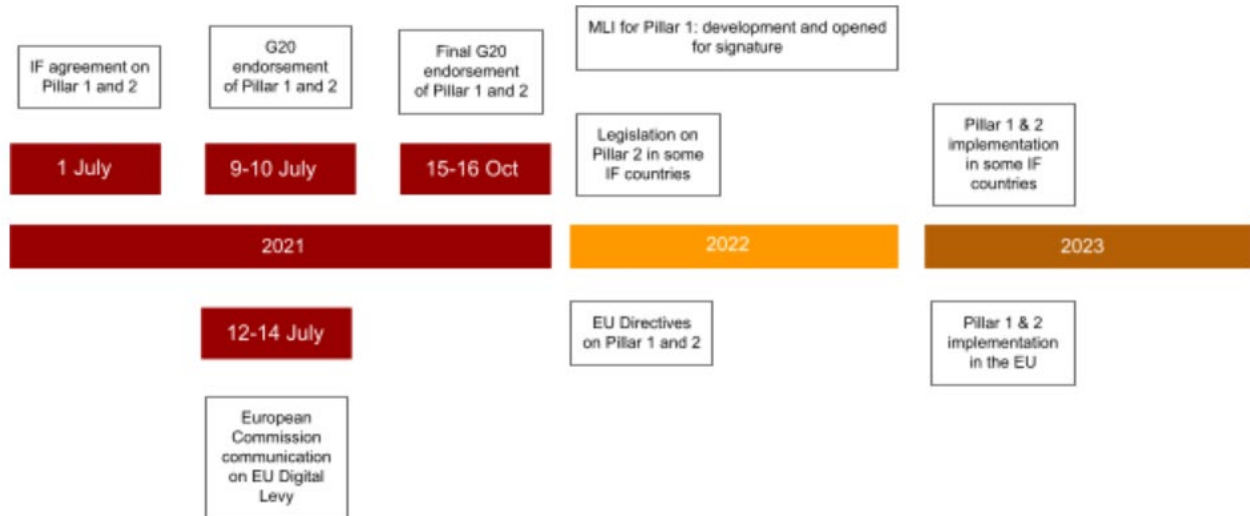 IF agreement on
Pillar 1 and 2
G20
endorsement
of Pillar 1 and 2
Final G20
endorsement
of Pillar 1 and 2
MLI for Pillar 1: development and opened
for signature
Legislation on
Pillar 2 in some
IF countries
Pillar 1 & 2
implementation
in some IF
countries
1 July
9-10 July
15-16 Oct
2021
2022
2023
12-14 July
EU Directives
on Pillar 1 and 2
Pillar 1 & 2
implementation
in the EU
European
Commission
communication
on EU Digital
Levy